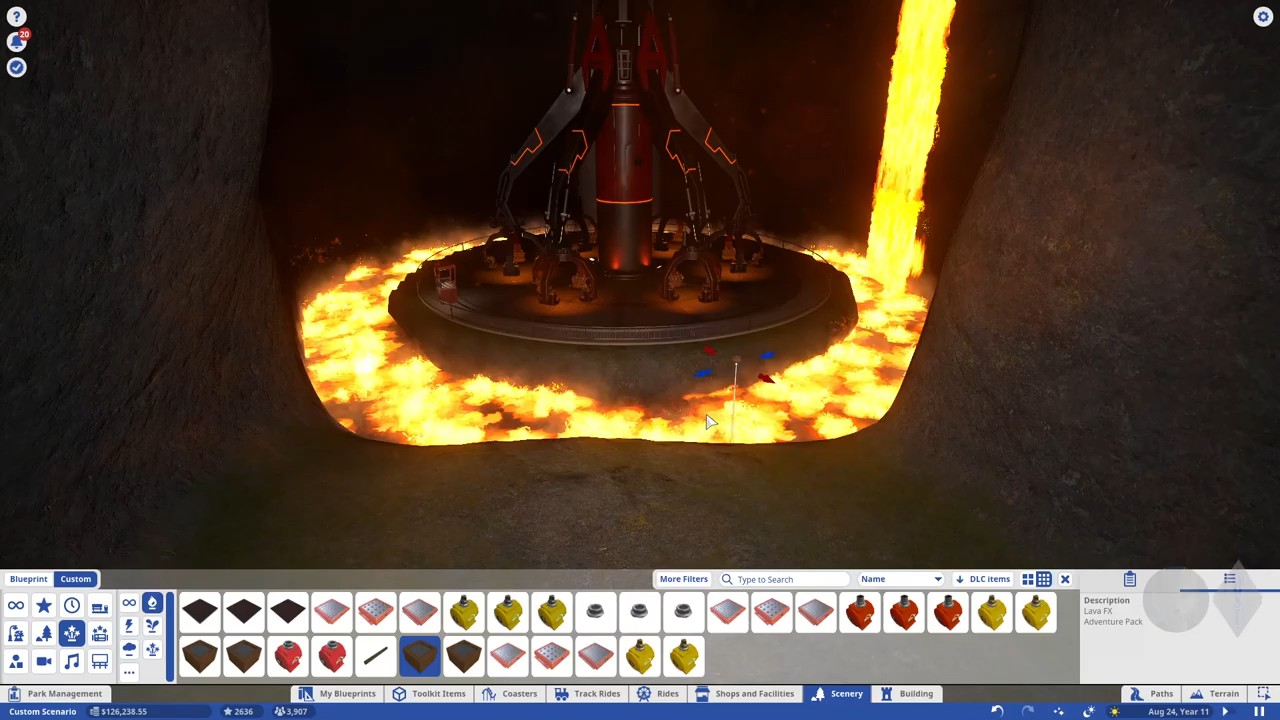 ?
20
Blueprint
Custom
More Filters
Type to Search
Name
DLC items
Description
Lava FX
Adventure Pack
Park Management
My Blueprints
Toolkit Items
Coasters
Track Rides
Rides
Shops and Facilities
Scenery
Building
Paths
Terrain
Custom Scenario
$126,238.55
2636
3,907
Aug 24, Year 11